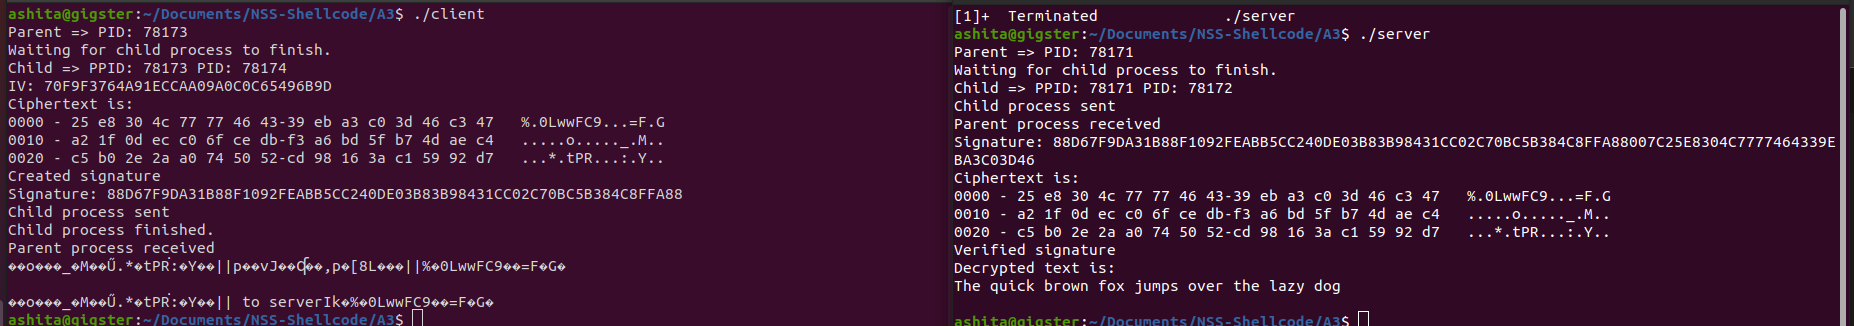 ashita@gigster:~/Documents/NSS-Shellcode/A3$ ./client
Parent => PID: 78173
Waiting for child process to finish.
Child => PPID: 78173 PID: 78174
IV: 70F9F3764A91ECCAA09A0C0C65496B9D
Ciphertext is:
0000 - 25 e8 30 4c 77 77 46 43-39 eb a3 c0 3d 46 c3 47   %.0LwwFC9...=F.G
0010 - a2 1f 0d ec c0 6f ce db-f3 a6 bd 5f b7 4d ae c4   .....o....._.M..
0020 - c5 b0 2e 2a a0 74 50 52-cd 98 16 3a c1 59 92 d7   ...*.tPR...:.Y..
Created signature
Signature: 88D67F9DA31B88F1092FEABB5CC240DE03B83B98431CC02C70BC5B384C8FFA88
Child process sent
Child process finished.
Parent process received
��o���_�M��Ű.*�tPR:�Y��||p��vJ��C��,p�[8L���||%�0LwwFC9��=F�G�
��o���_�M��Ű.*�tPR:�Y��|| to serverIk�%�0LwwFC9��=F�G�
ashita@gigster:~/Documents/NSS-Shellcode/A3$
[1]+  Terminated              ./server
ashita@gigster:~/Documents/NSS-Shellcode/A3$ ./server
Parent => PID: 78171
Waiting for child process to finish.
Child => PPID: 78171 PID: 78172
Child process sent
Parent process received
Signature: 88D67F9DA31B88F1092FEABB5CC240DE03B83B98431CC02C70BC5B384C8FFA88007C25E8304C7777464339E
BA3C03D46
Ciphertext is:
0000 - 25 e8 30 4c 77 77 46 43-39 eb a3 c0 3d 46 c3 47   %.0LwwFC9...=F.G
0010 - a2 1f 0d ec c0 6f ce db-f3 a6 bd 5f b7 4d ae c4   .....o....._.M..
0020 - c5 b0 2e 2a a0 74 50 52-cd 98 16 3a c1 59 92 d7   ...*.tPR...:.Y..
Verified signature
Decrypted text is:
The quick brown fox jumps over the lazy dog
ashita@gigster:~/Documents/NSS-Shellcode/A3$